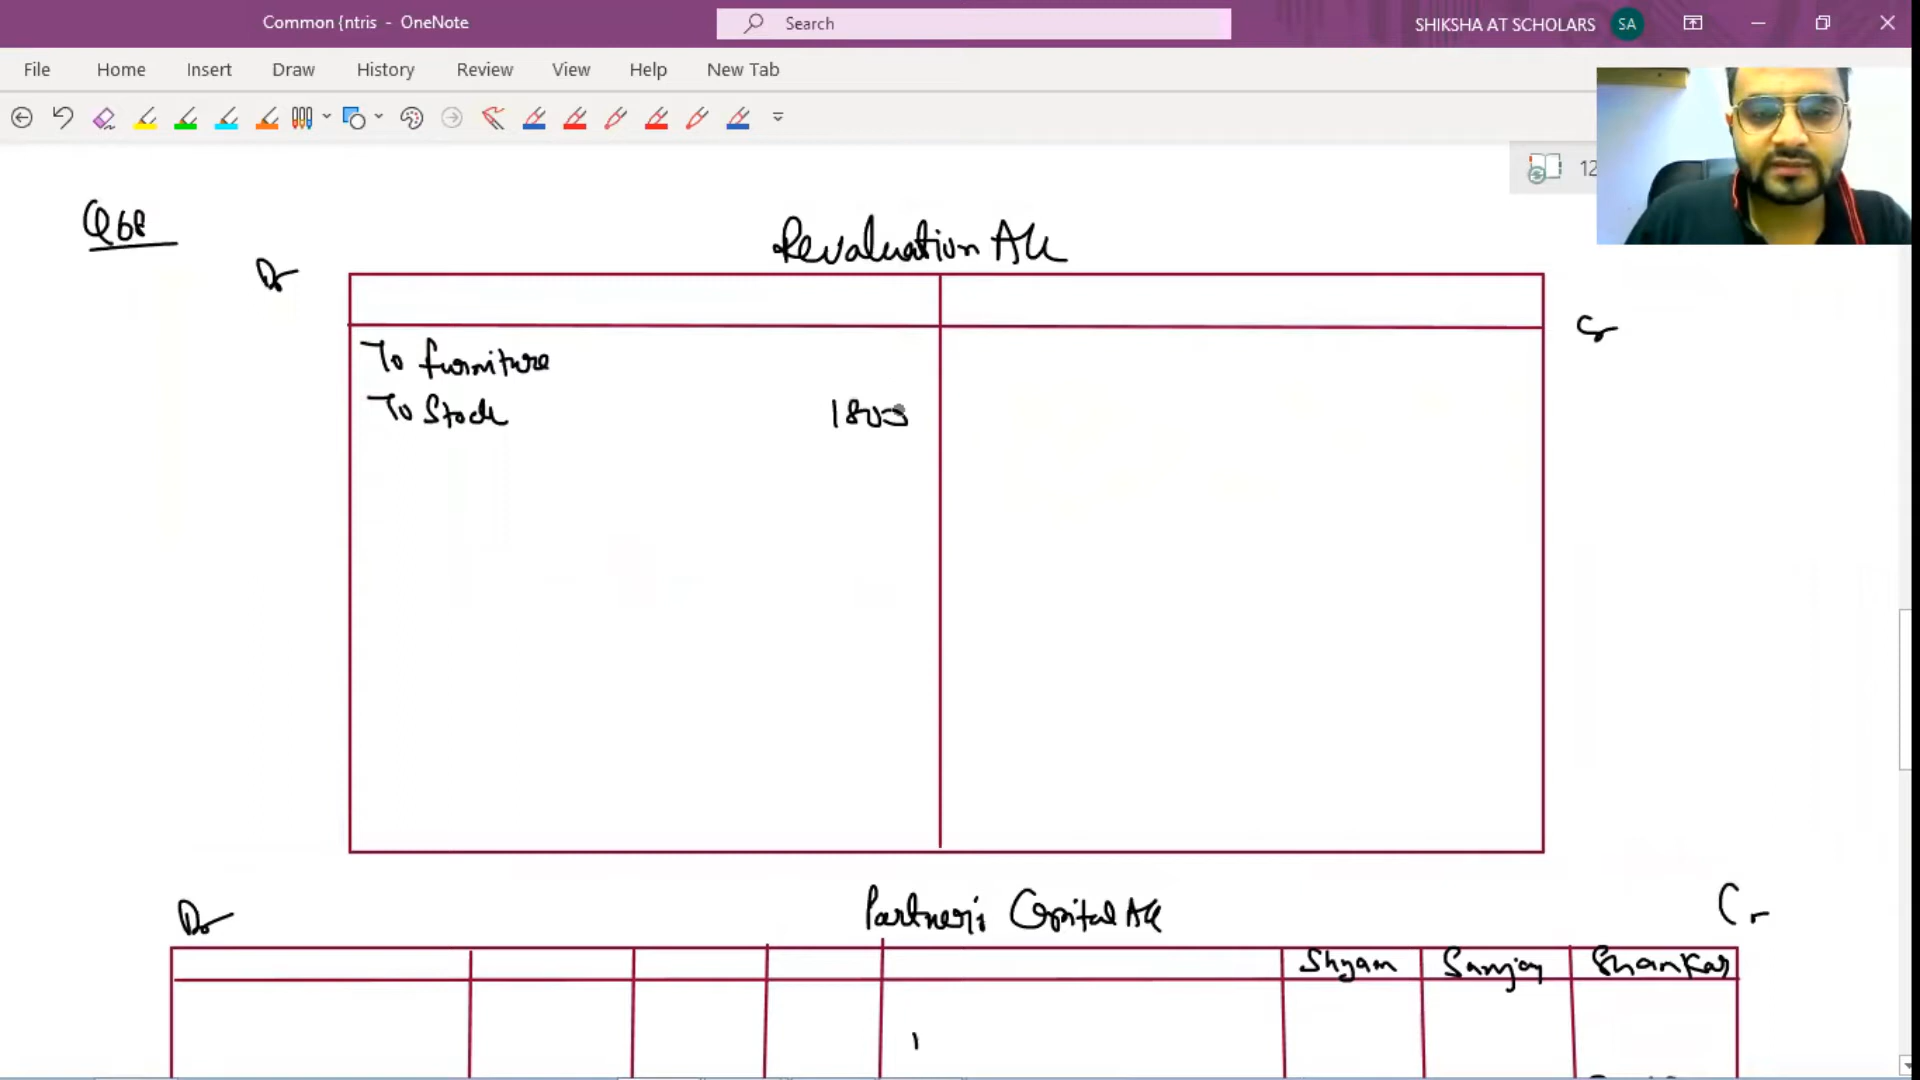 Common {ntris - OneNote
Search
SHIKSHA AT SCHOLARS SA
File Home Insert Draw History Review View Help New Tab
12
Q68
Revaluation A/c
Dr
Cr
To furniture
To Stock 1800
Partner's Capital A/c
Dr
Cr
Shyam Sanjay Shankar